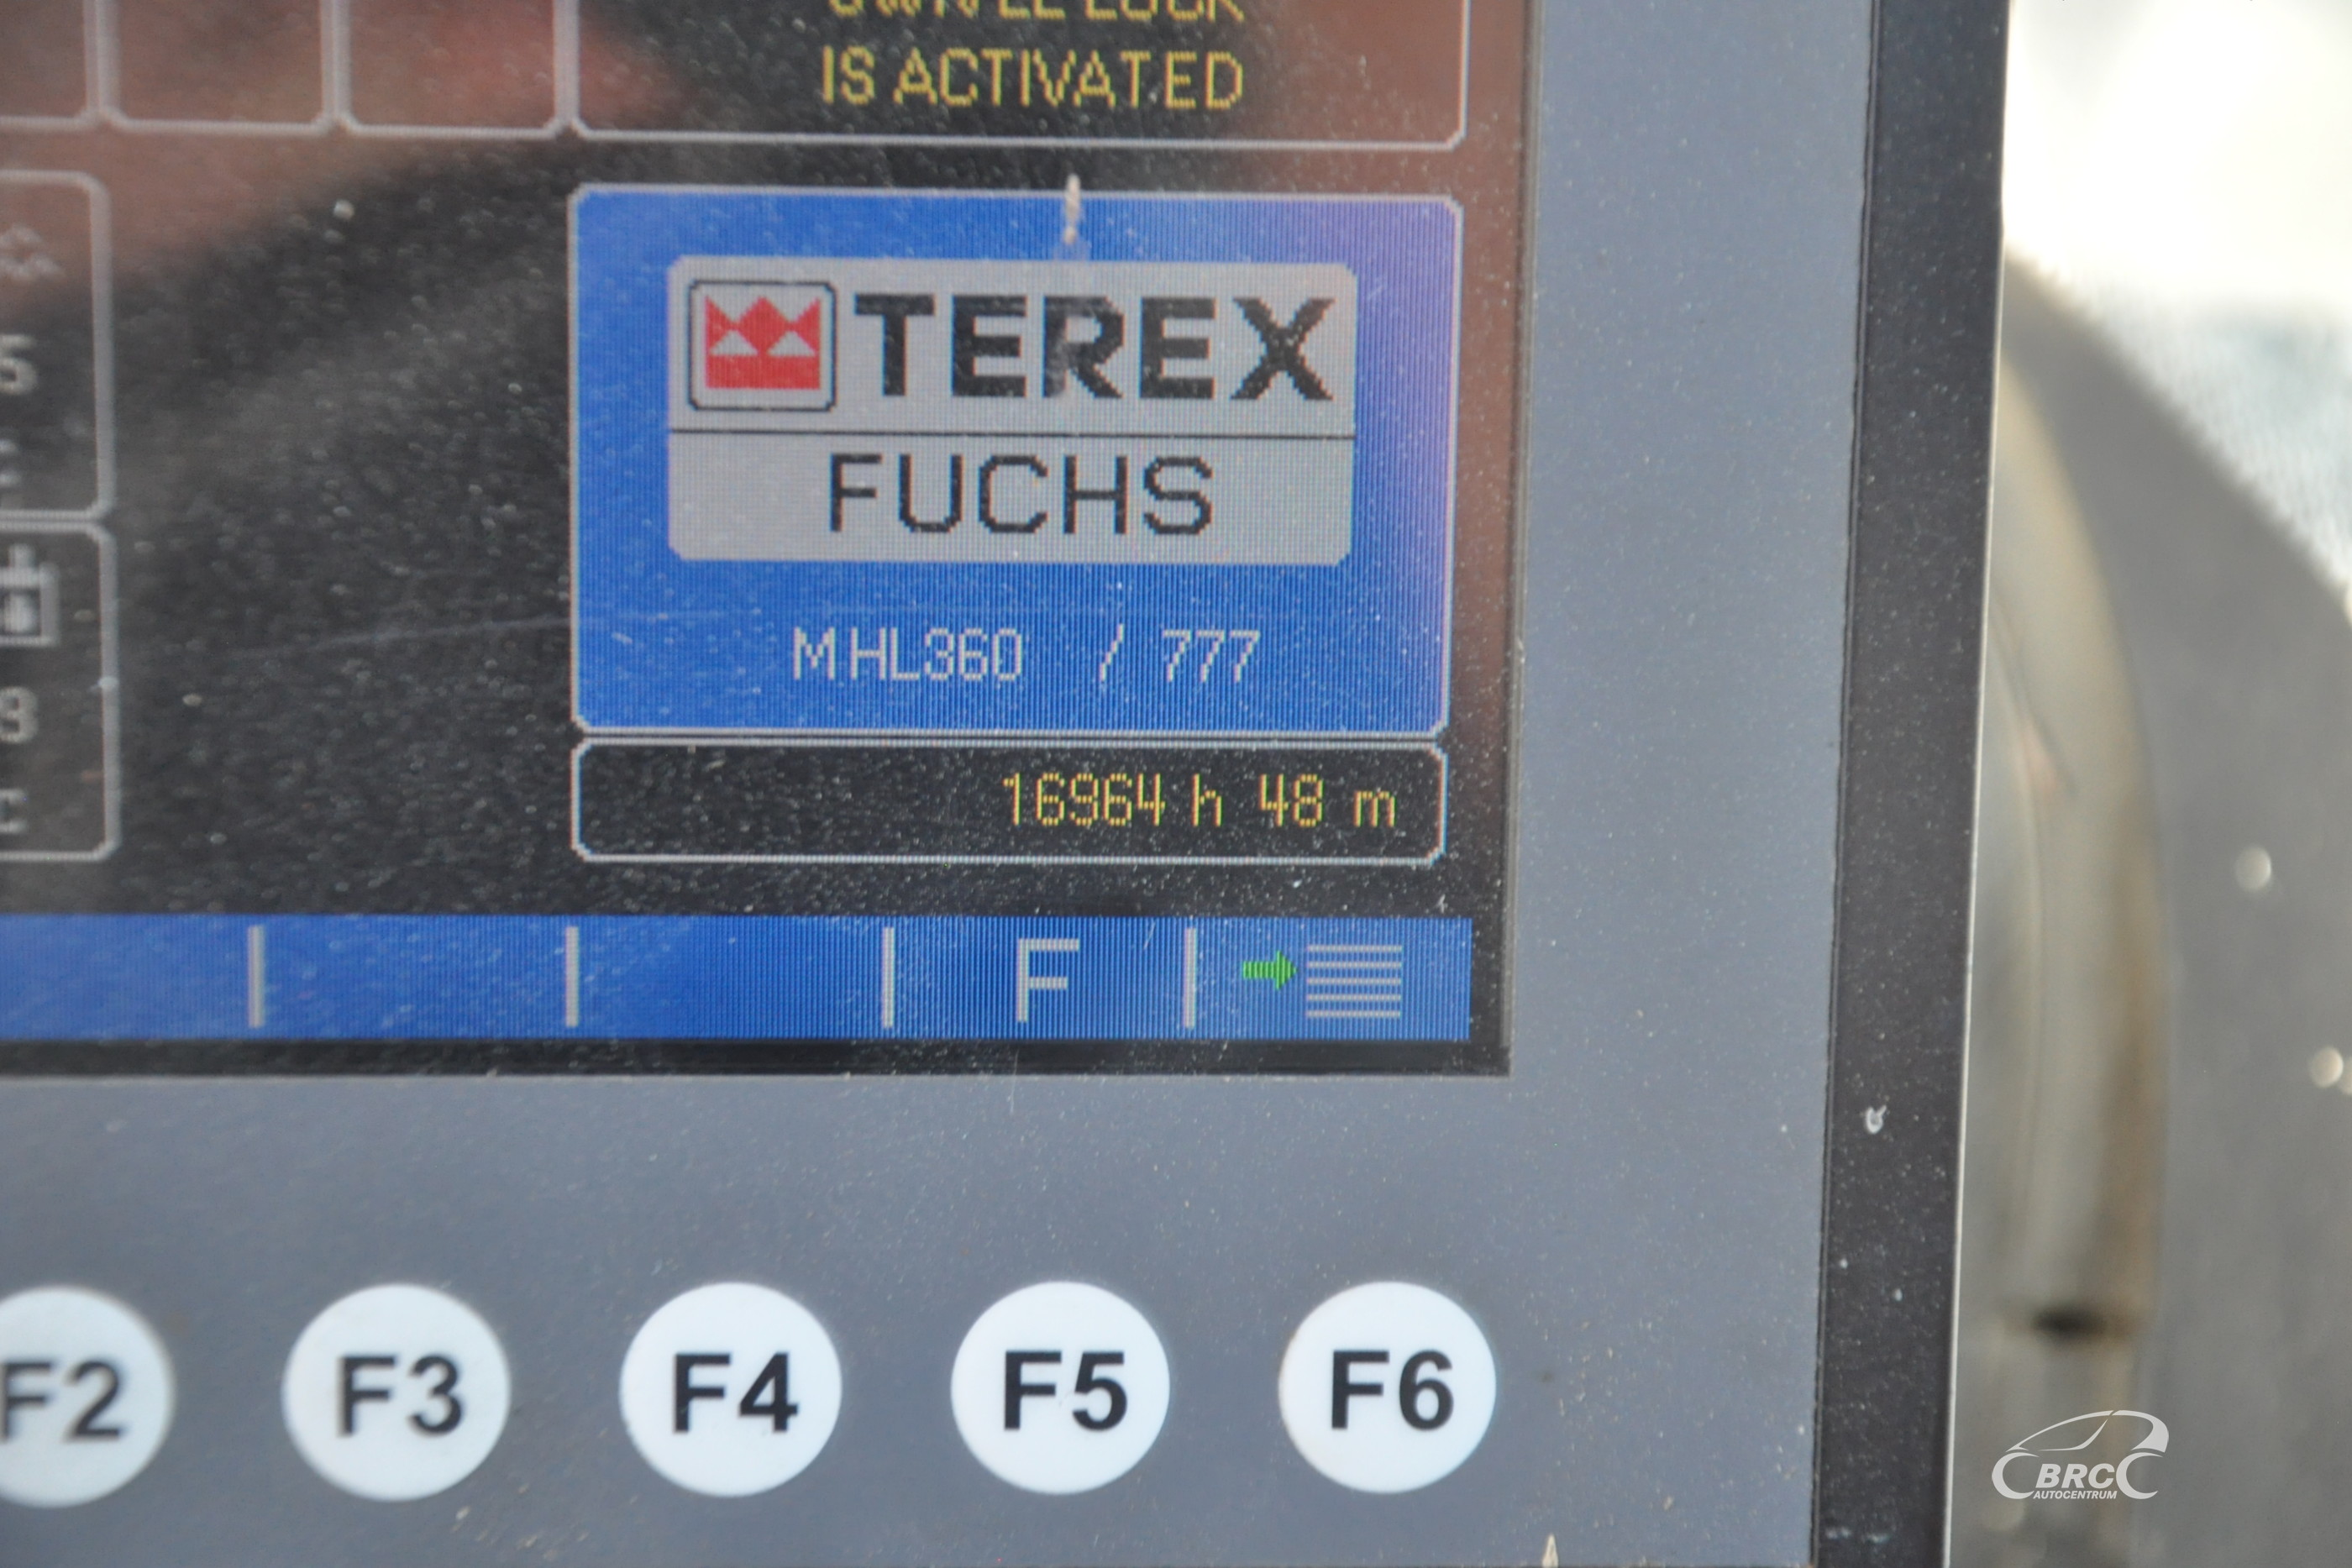 IS ACTIVATED
TEREX
FUCHS
MHL360 / 777
16964 h 48 m
F
F2 F3 F4 F5 F6
BRC
AUTOCENTRUM